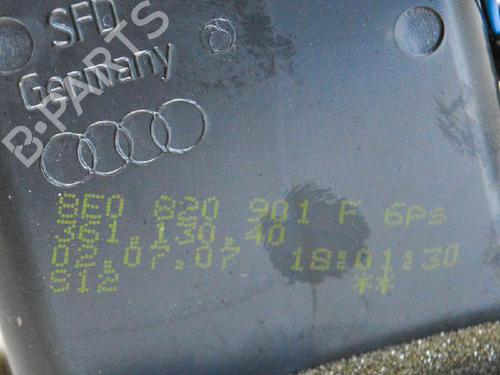 SFD
Germany
B-PARTS
8E0 820 901 F 6Ps
361.130.40
02.07.07 18:01:30
S12 **